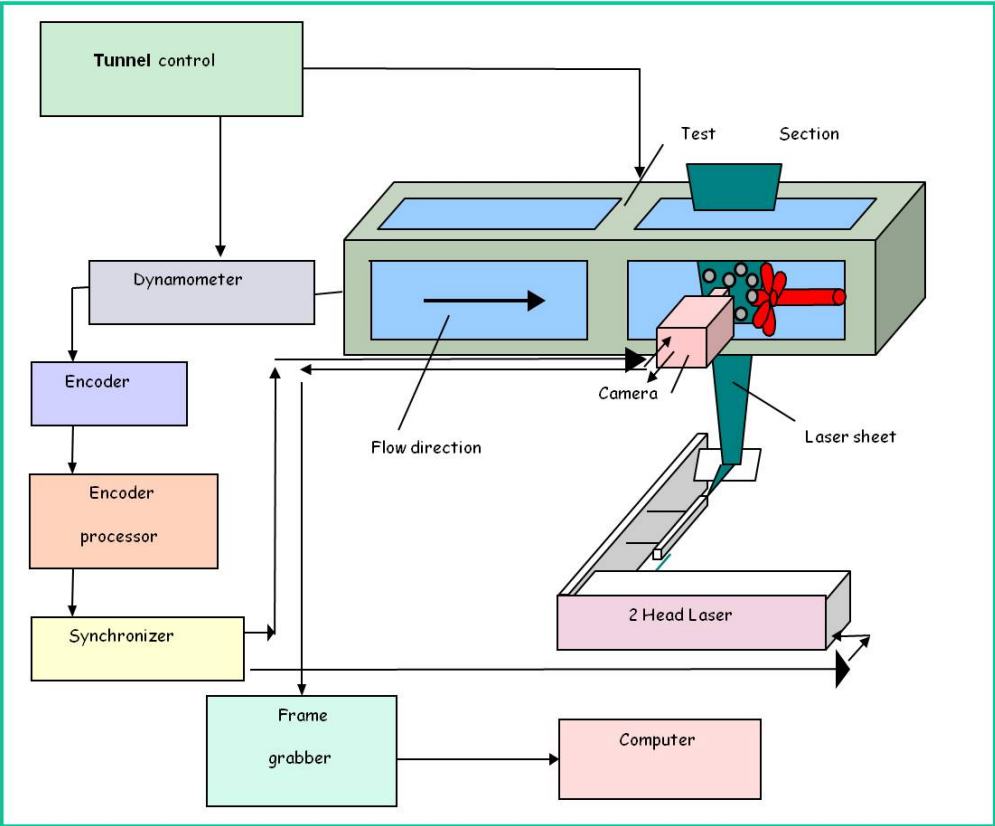 Tunnel control
Test Section
Dynamometer
Encoder
Camera
Flow direction
Laser sheet
Encoder
processor
2 Head Laser
Synchronizer
Frame
grabber
Computer